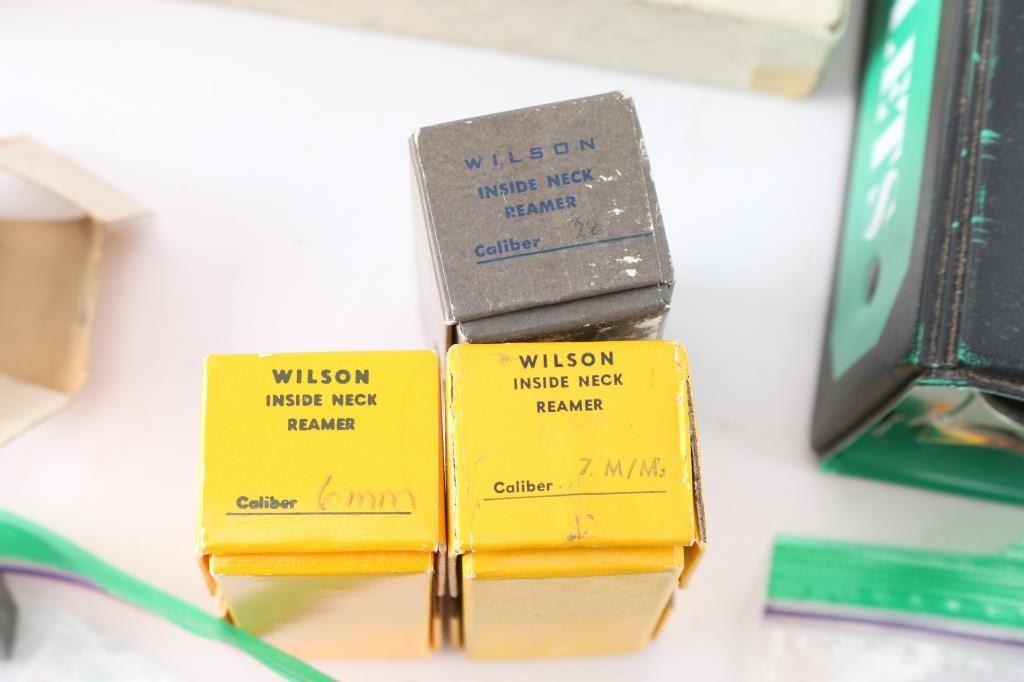 WILSON
INSIDE NECK
REAMER
Caliber
WILSON
INSIDE NECK
REAMER
Caliber 6mm
WILSON
INSIDE NECK
REAMER
Caliber 7 M/M